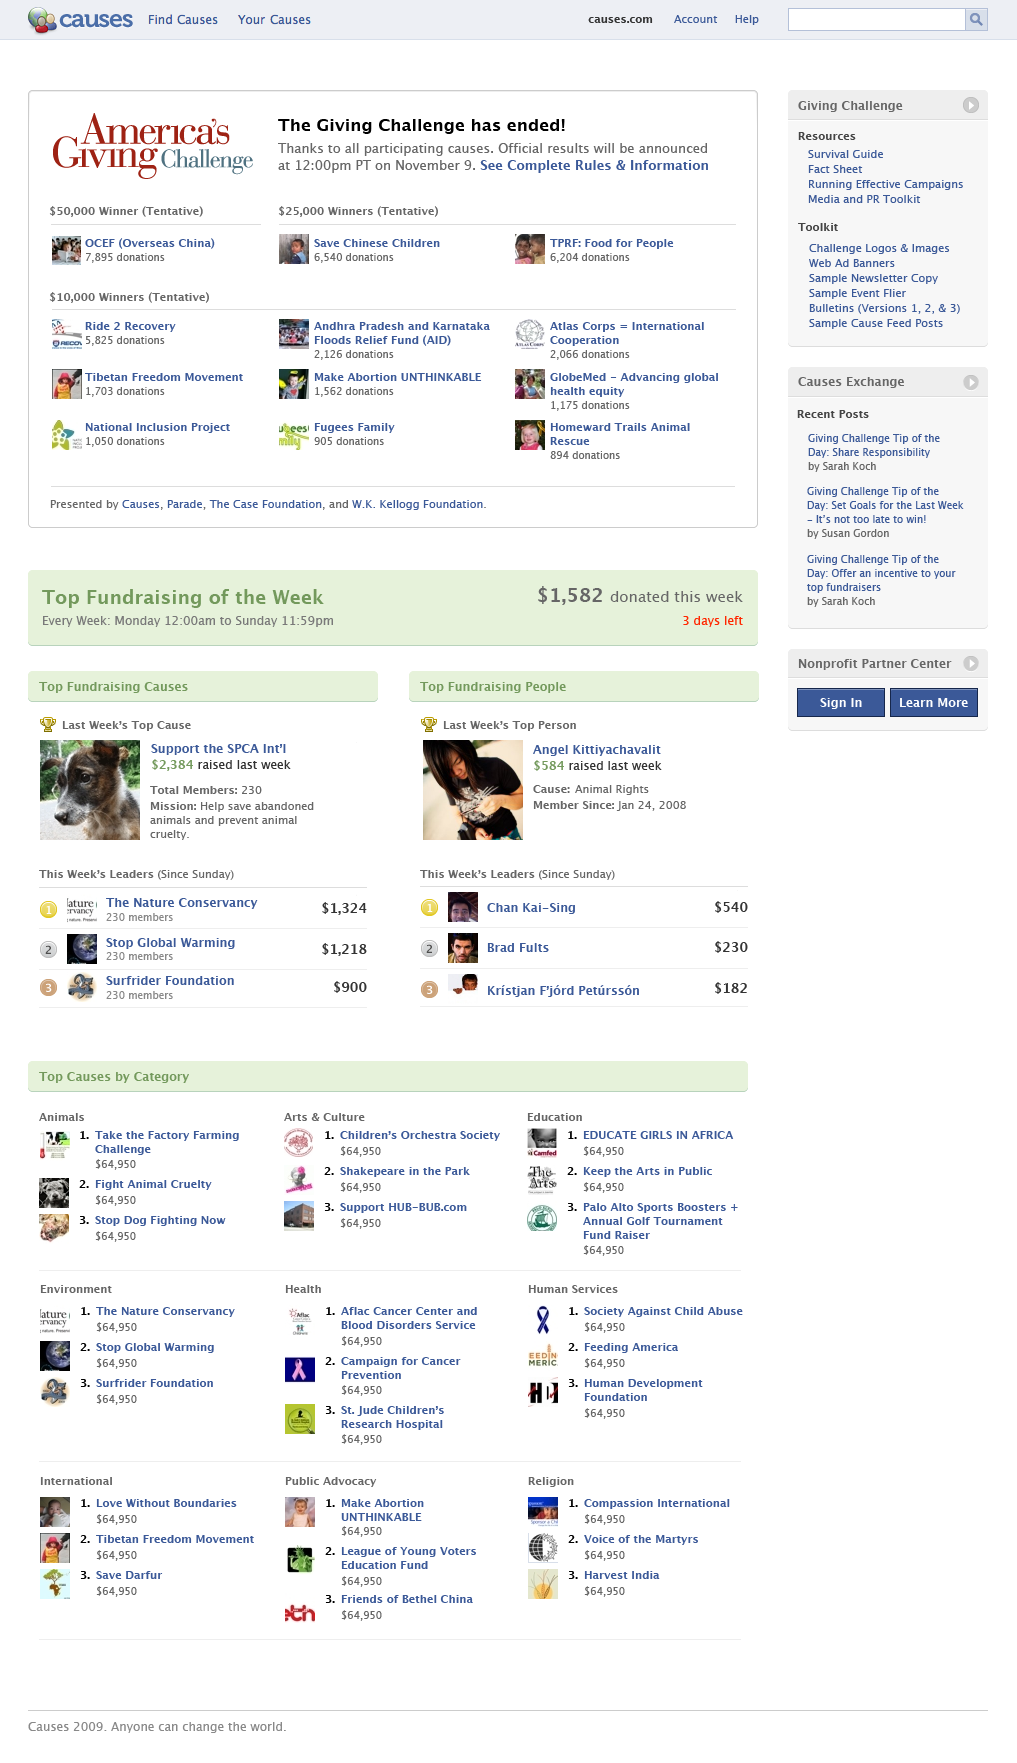 causes Find Causes Your Causes causes.com Account Help
America's
Giving Challenge
The Giving Challenge has ended!
Thanks to all participating causes. Official results will be announced
at 12:00pm PT on November 9. See Complete Rules & Information
$50,000 Winner (Tentative)
OCEF (Overseas China)
7,895 donations
$25,000 Winners (Tentative)
Save Chinese Children
6,540 donations
TPRF: Food for People
6,204 donations
$10,000 Winners (Tentative)
Ride 2 Recovery
5,825 donations
Andhra Pradesh and Karnataka
Floods Relief Fund (AID)
2,126 donations
Atlas Corps = International
Cooperation
2,066 donations
Tibetan Freedom Movement
1,703 donations
Make Abortion UNTHINKABLE
1,562 donations
GlobeMed – Advancing global
health equity
1,175 donations
National Inclusion Project
1,050 donations
Fugees Family
905 donations
Homeward Trails Animal
Rescue
894 donations
Presented by Causes, Parade, The Case Foundation, and W.K. Kellogg Foundation.
Giving Challenge
Resources
Survival Guide
Fact Sheet
Running Effective Campaigns
Media and PR Toolkit
Toolkit
Challenge Logos & Images
Web Ad Banners
Sample Newsletter Copy
Sample Event Flier
Bulletins (Versions 1, 2, & 3)
Sample Cause Feed Posts
Causes Exchange
Recent Posts
Giving Challenge Tip of the
Day: Share Responsibility
by Sarah Koch
Giving Challenge Tip of the
Day: Set Goals for the Last Week
– It's not too late to win!
by Susan Gordon
Giving Challenge Tip of the
Day: Offer an incentive to your
top fundraisers
by Sarah Koch
Nonprofit Partner Center
Sign In Learn More
Top Fundraising of the Week
Every Week: Monday 12:00am to Sunday 11:59pm
$1,582 donated this week
3 days left
Top Fundraising Causes
Last Week's Top Cause
Support the SPCA Int'l
$2,384 raised last week
Total Members: 230
Mission: Help save abandoned
animals and prevent animal
cruelty.
This Week's Leaders (Since Sunday)
1 The Nature Conservancy $1,324
230 members
2 Stop Global Warming $1,218
230 members
3 Surfrider Foundation $900
230 members
Top Fundraising People
Last Week's Top Person
Angel Kittiyachavalit
$584 raised last week
Cause: Animal Rights
Member Since: Jan 24, 2008
This Week's Leaders (Since Sunday)
1 Chan Kai-Sing $540
2 Brad Fults $230
3 Krístjan F'jórd Petúrssón $182
Top Causes by Category
Animals
1. Take the Factory Farming
Challenge
$64,950
2. Fight Animal Cruelty
$64,950
3. Stop Dog Fighting Now
$64,950
Arts & Culture
1. Children's Orchestra Society
$64,950
2. Shakepeare in the Park
$64,950
3. Support HUB-BUB.com
$64,950
Education
1. EDUCATE GIRLS IN AFRICA
$64,950
2. Keep the Arts in Public
$64,950
3. Palo Alto Sports Boosters +
Annual Golf Tournament
Fund Raiser
$64,950
Environment
1. The Nature Conservancy
$64,950
2. Stop Global Warming
$64,950
3. Surfrider Foundation
$64,950
Health
1. Aflac Cancer Center and
Blood Disorders Service
$64,950
2. Campaign for Cancer
Prevention
$64,950
3. St. Jude Children's
Research Hospital
$64,950
Human Services
1. Society Against Child Abuse
$64,950
2. Feeding America
$64,950
3. Human Development
Foundation
$64,950
International
1. Love Without Boundaries
$64,950
2. Tibetan Freedom Movement
$64,950
3. Save Darfur
$64,950
Public Advocacy
1. Make Abortion
UNTHINKABLE
$64,950
2. League of Young Voters
Education Fund
$64,950
3. Friends of Bethel China
$64,950
Religion
1. Compassion International
$64,950
2. Voice of the Martyrs
$64,950
3. Harvest India
$64,950
Causes 2009. Anyone can change the world.